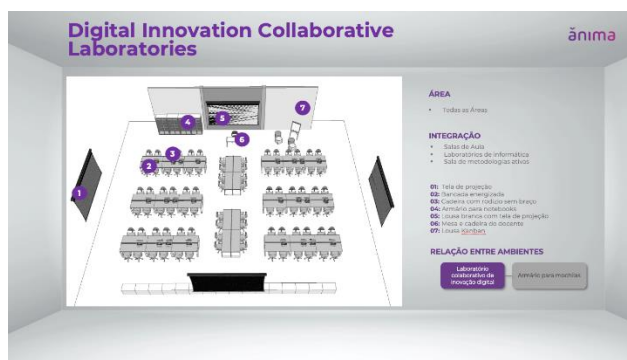 Digital Innovation Collaborative
Laboratories
ănıma
ÁREA
• Todas as Áreas
INTEGRAÇÃO
• Salas de Aula
• Laboratórios de informática
• Sala de metodologias ativas
01: Tela de projeção
02: Bancada energizada
03: Cadeira com rodízio sem braço
04: Armário para notebooks
05: Lousa branca com tela de projeção
06: Mesa e cadeira do docente
07: Lousa Kanban
RELAÇÃO ENTRE AMBIENTES
Laboratório
colaborativo de
inovação digital
Armário para mochilas
4
5
7
6
3
2
1